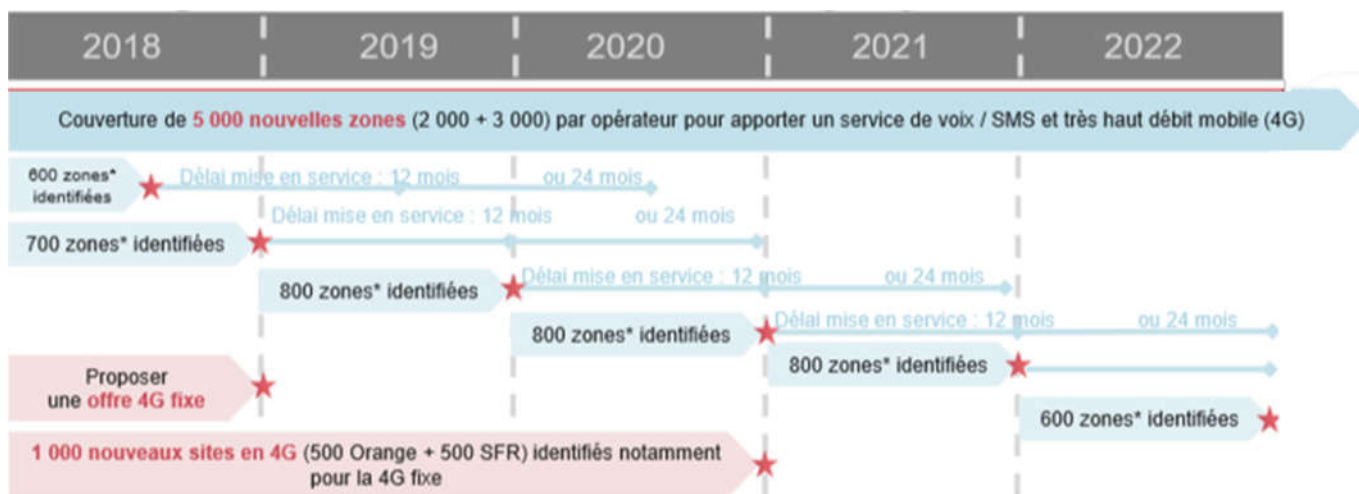 2018 2019 2020 2021 2022
Couverture de 5 000 nouvelles zones (2 000 + 3 000) par opérateur pour apporter un service de voix / SMS et très haut débit mobile (4G)
600 zones*
identifiées
Délai mise en service : 12 mois ou 24 mois
Délai mise en service : 12 mois ou 24 mois
700 zones* identifiées
Délai mise en service : 12 mois ou 24 mois
800 zones* identifiées
Délai mise en service : 12 mois ou 24 mois
800 zones* identifiées
800 zones* identifiées
Proposer
une offre 4G fixe
600 zones* identifiées
1 000 nouveaux sites en 4G (500 Orange + 500 SFR) identifiés notamment
pour la 4G fixe